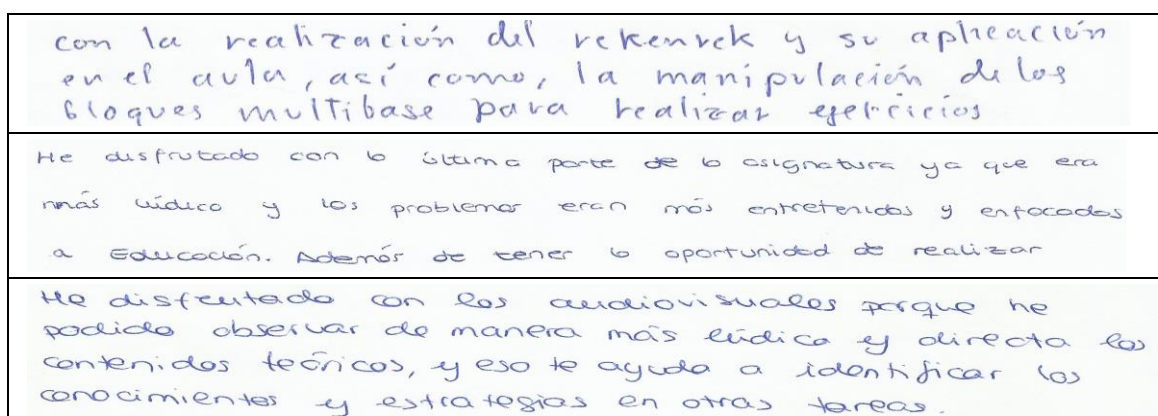 con la realización del rekenrek y su aplicación
en el aula, así como, la manipulación de los
bloques multibase para realizar ejercicios
He disfrutado con la última parte de la asignatura ya que era
más lúdico y los problemas eran más entretenidos y enfocados
a Educación. Además de tener la oportunidad de realizar
He disfrutado con los audiovisuales porque he
podido observar de manera más lúdica y directa los
contenidos teóricos, y eso te ayuda a identificar los
conocimientos y estrategias en otras tareas.